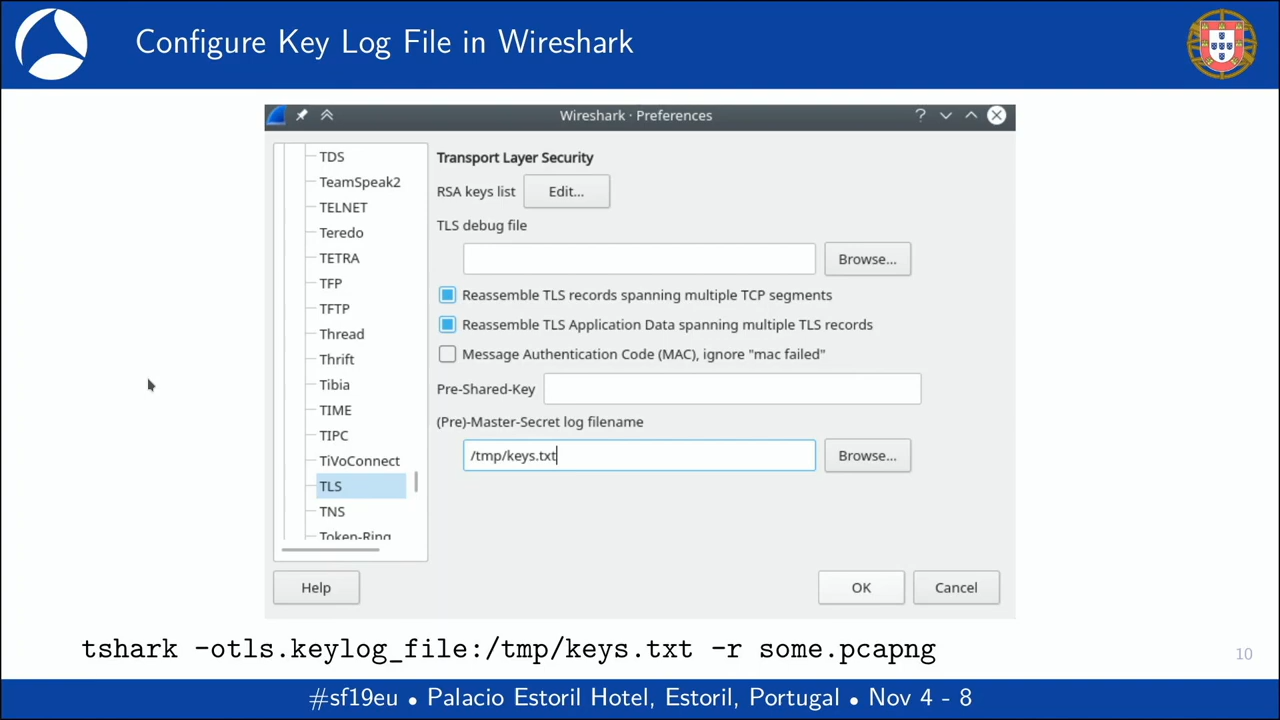 Configure Key Log File in Wireshark
Wireshark · Preferences
TDS
TeamSpeak2
TELNET
Teredo
TETRA
TFP
TFTP
Thread
Thrift
Tibia
TIME
TIPC
TiVoConnect
TLS
TNS
Token-Ring
Transport Layer Security
RSA keys list Edit...
TLS debug file
Browse...
Reassemble TLS records spanning multiple TCP segments
Reassemble TLS Application Data spanning multiple TLS records
Message Authentication Code (MAC), ignore "mac failed"
Pre-Shared-Key
(Pre)-Master-Secret log filename
/tmp/keys.txt Browse...
Help OK Cancel
tshark -otls.keylog_file:/tmp/keys.txt -r some.pcapng
10
#sf19eu • Palacio Estoril Hotel, Estoril, Portugal • Nov 4 - 8